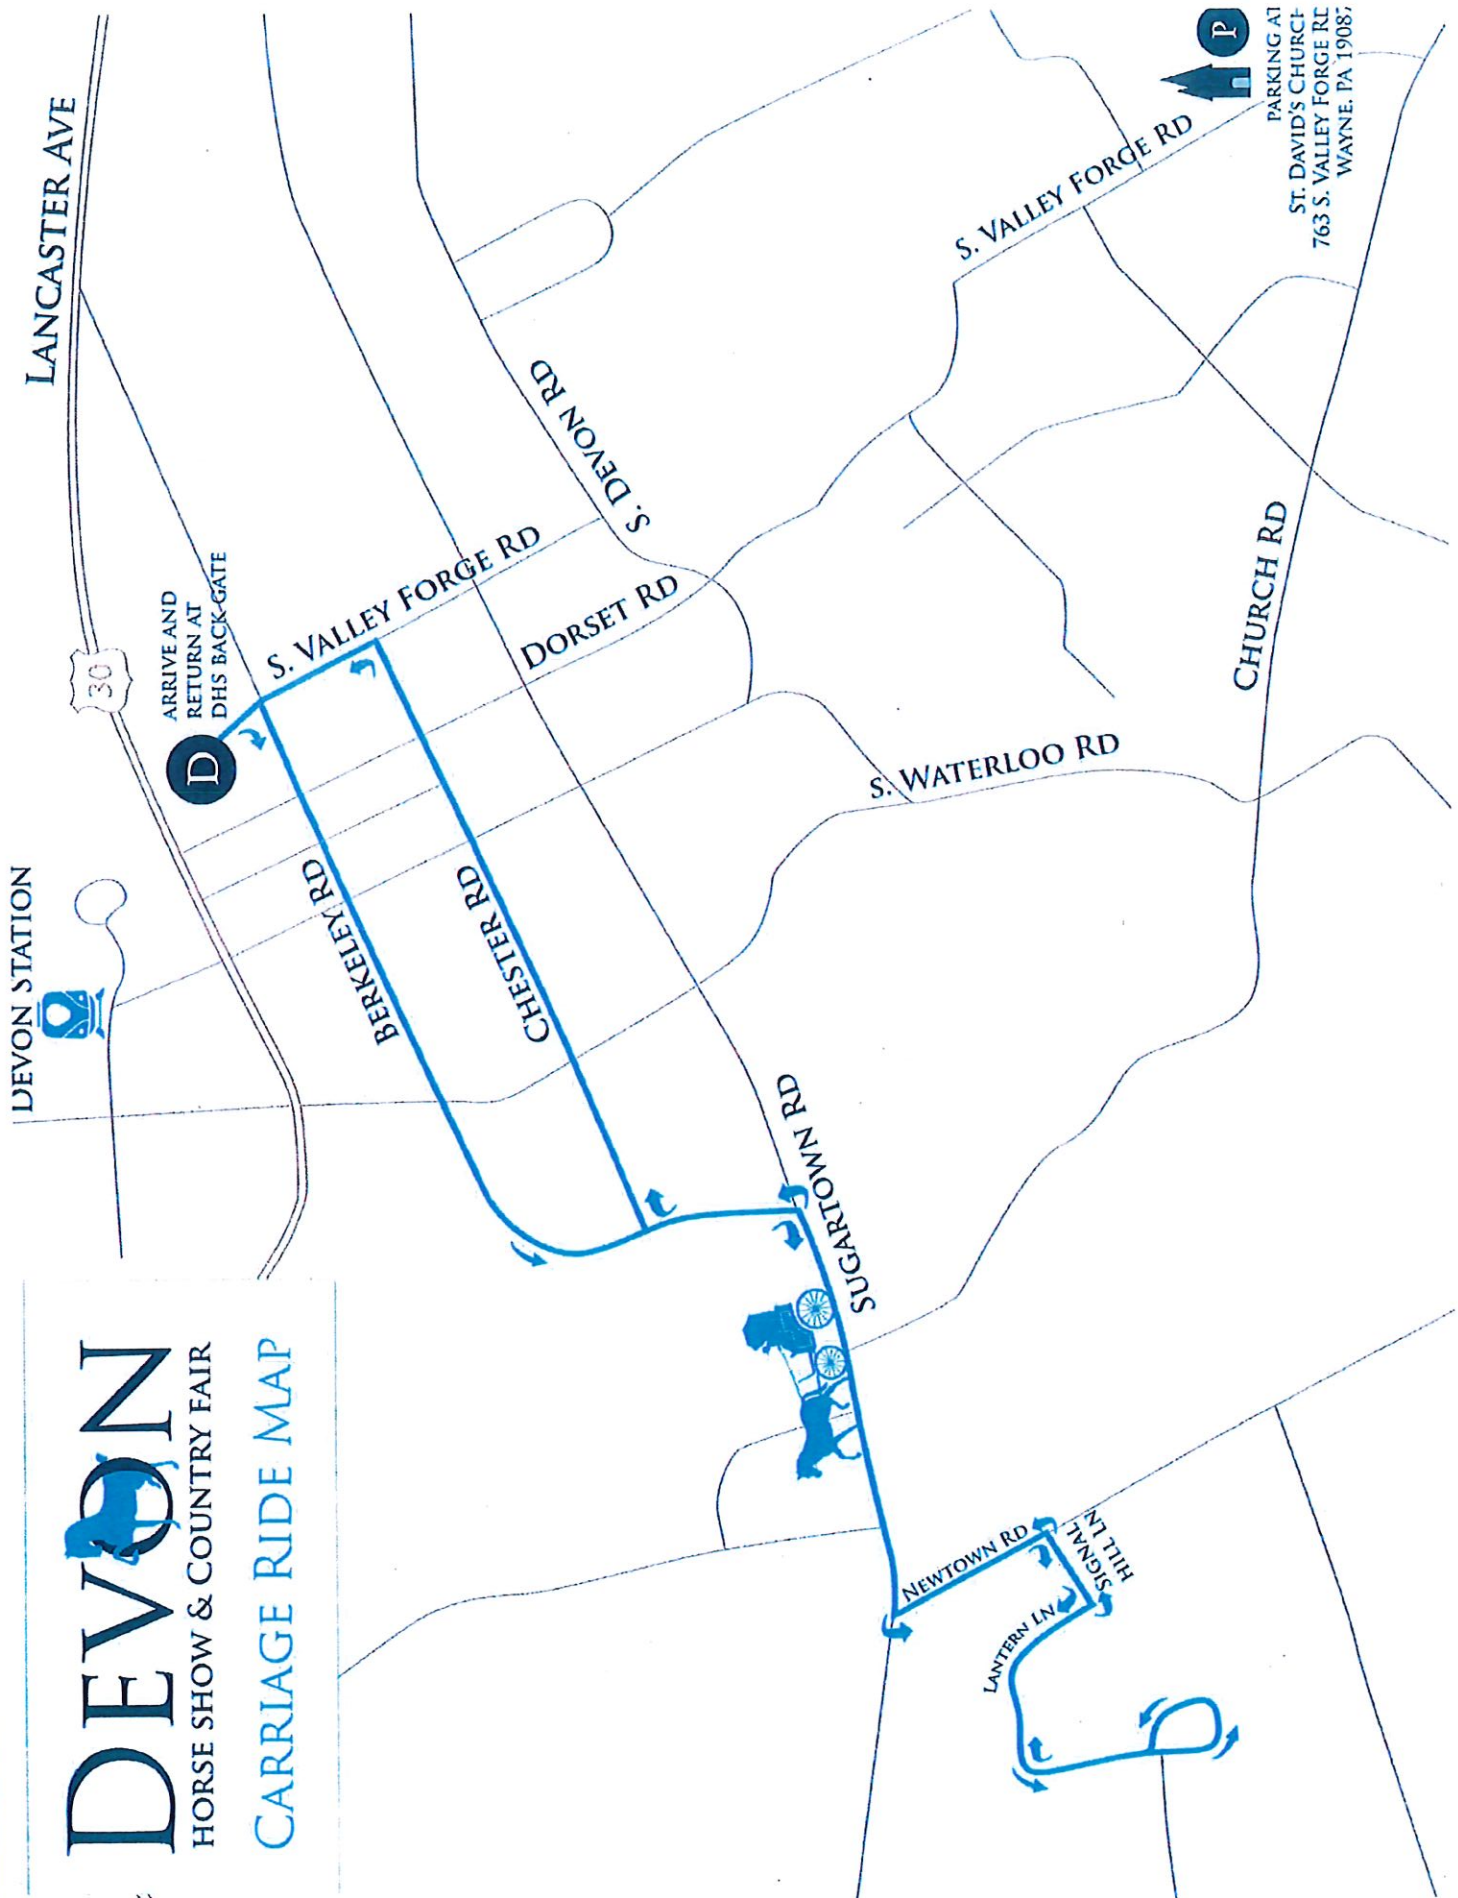 DEVON
HORSE SHOW & COUNTRY FAIR
CARRIAGE RIDE MAP
DEVON STATION
LANCASTER AVE
30
D
ARRIVE AND
RETURN AT
DHS BACK GATE
S. VALLEY FORGE RD
BERKELEY RD
CHESTER RD
DORSET RD
S. DEVON RD
SUGARTOWN RD
S. WATERLOO RD
S. VALLEY FORGE RD
NEWTOWN RD
SIGNAL
HILL LN
LANTERN LN
CHURCH RD
P
PARKING AT
ST. DAVID'S CHURCH
763 S. VALLEY FORGE RD
WAYNE, PA 19087